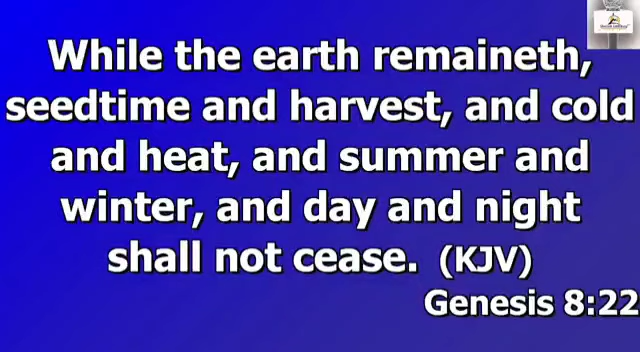 While the earth remaineth,
seedtime and harvest, and cold
and heat, and summer and
winter, and day and night
shall not cease. (KJV)
Genesis 8:22